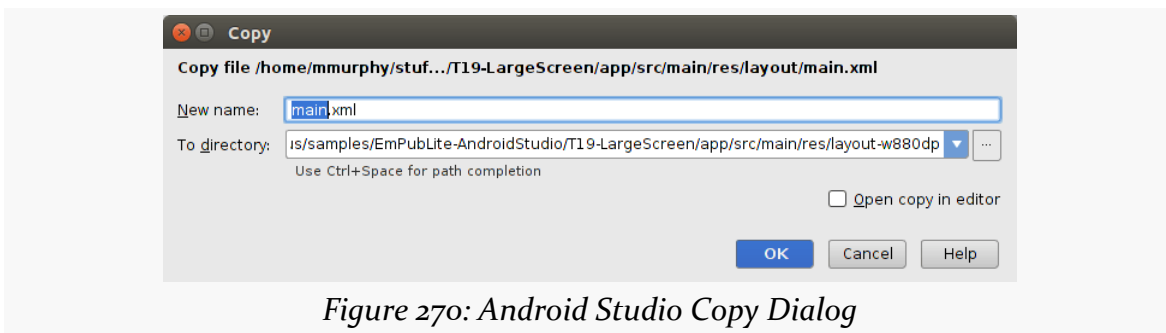 Copy
Copy file /home/mmurphy/stuf.../T19-LargeScreen/app/src/main/res/layout/main.xml
New name: main.xml
To directory: us/samples/EmPubLite-AndroidStudio/T19-LargeScreen/app/src/main/res/layout-w880dp ...
Use Ctrl+Space for path completion
Open copy in editor
OK Cancel Help
Figure 270: Android Studio Copy Dialog